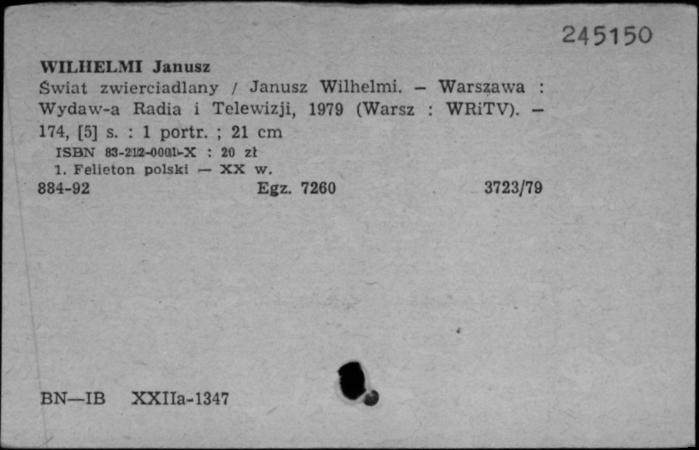 245150
WILHELMI Janusz
Świat zwierciadlany / Janusz Wilhelmi. — Warszawa :
Wydaw-a Radia i Telewizji, 1979 (Warsz : WRiTV). —
174, [5] s. : 1 portr. ; 21 cm
ISBN 83-212-0001-X : 20 zł
1. Felieton polski — XX w.
884-92 Egz. 7260 3723/79
BN—IB XXIIa-1347